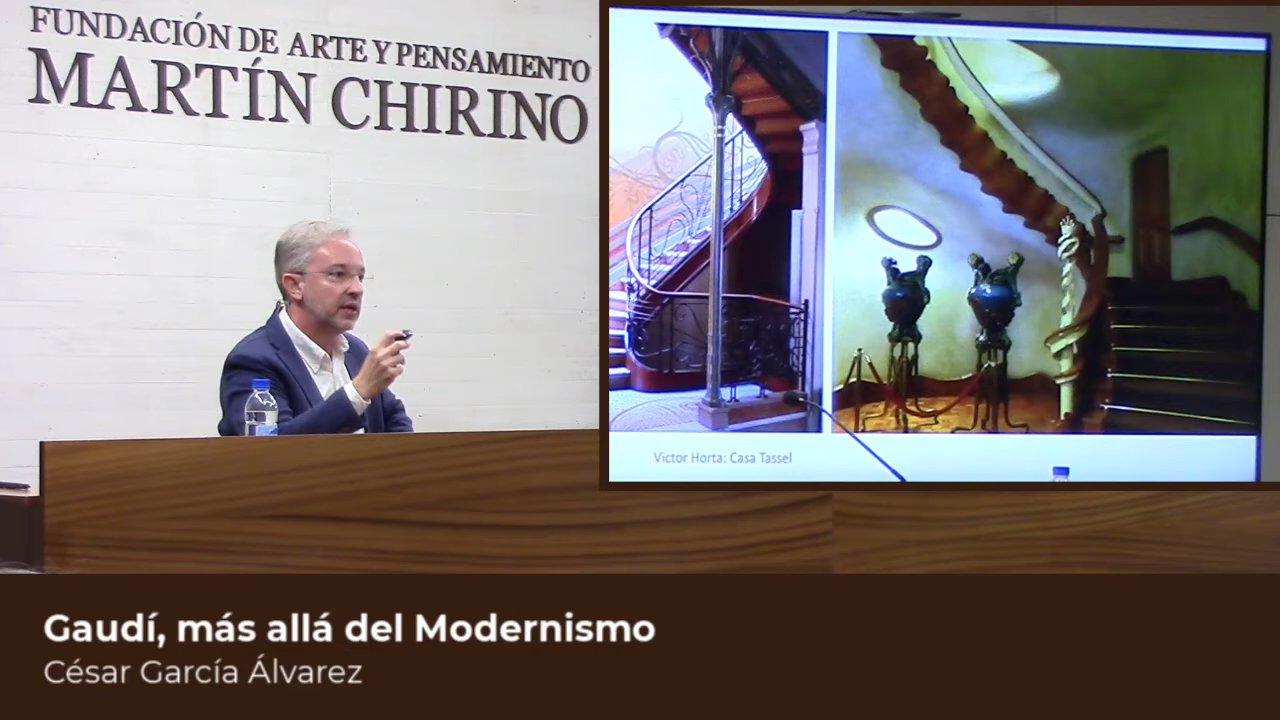 FUNDACIÓN DE ARTE Y PENSAMIENTO
MARTÍN CHIRINO
Victor Horta: Casa Tassel
Gaudí, más allá del Modernismo
César García Álvarez